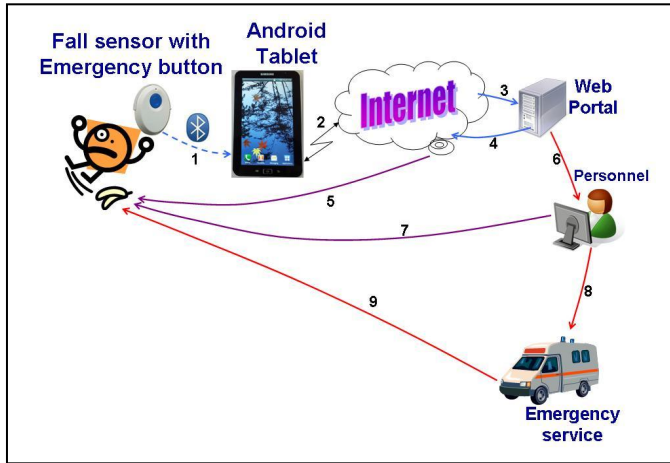 Fall sensor with
Emergency button
Android
Tablet
Internet
Web
Portal
Personnel
Emergency
service
1
2
3
4
5
6
7
8
9